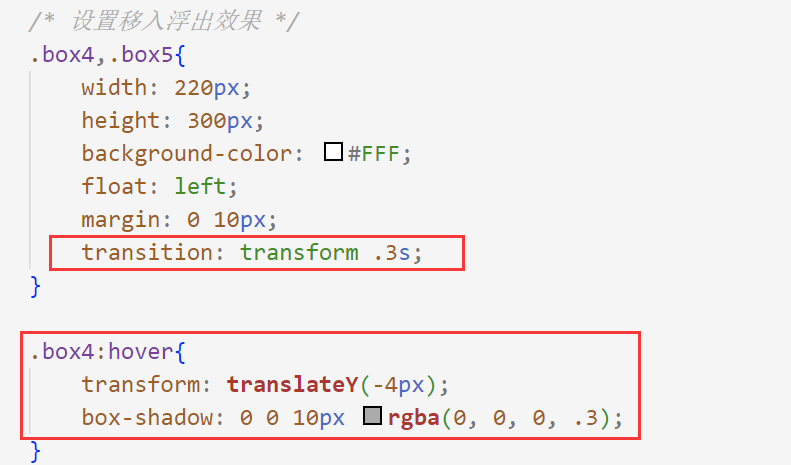 /* 设置移入浮出效果 */
.box4,.box5{
width: 220px;
height: 300px;
background-color: #FFF;
float: left;
margin: 0 10px;
transition: transform .3s;
}
.box4:hover{
transform: translateY(-4px);
box-shadow: 0 0 10px rgba(0, 0, 0, .3);
}